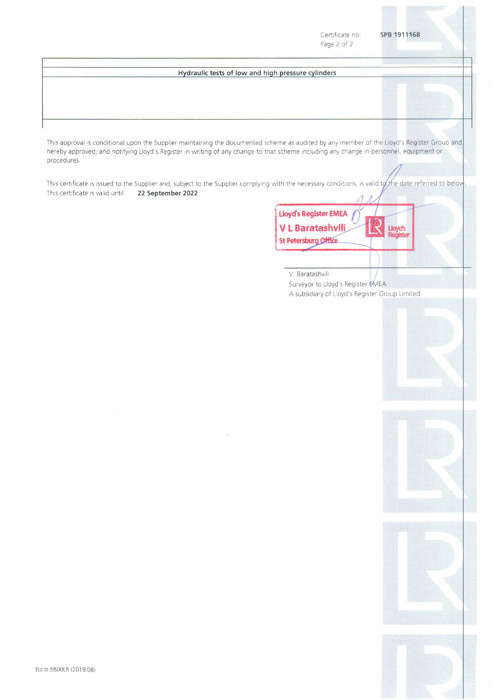 Certificate no: SPB 1911168
Page 2 of 2
Hydraulic tests of low and high pressure cylinders
This approval is conditional upon the Supplier maintaining the documented scheme as audited by any member of the Lloyd's Register Group and
hereby approved; and notifying Lloyd's Register in writing of any change to that scheme including any change in personnel, equipment or
procedures.
This certificate is issued to the Supplier and, subject to the Supplier complying with the necessary conditions, is valid to the date referred to below.
This certificate is valid until: 22 September 2022
Lloyd's Register EMEA
V L Baratashvili
St Petersburg Office
LR Lloyd's
Register
V. Baratashvili
Surveyor to Lloyd's Register EMEA
A subsidiary of Lloyd's Register Group Limited
Form 6800LR (2019.08)